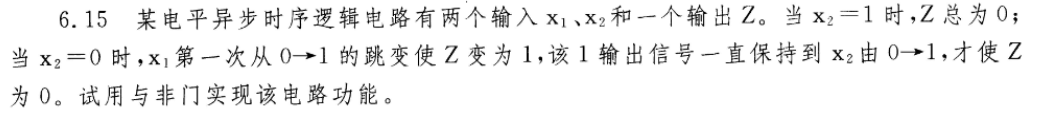 6.15 某电平异步时序逻辑电路有两个输入 x₁、x₂和一个输出 Z。当 x₂=1 时,Z 总为 0;
当 x₂=0 时,x₁第一次从 0→1 的跳变使 Z 变为 1,该 1 输出信号一直保持到 x₂由 0→1,才使 Z
为 0。试用与非门实现该电路功能。